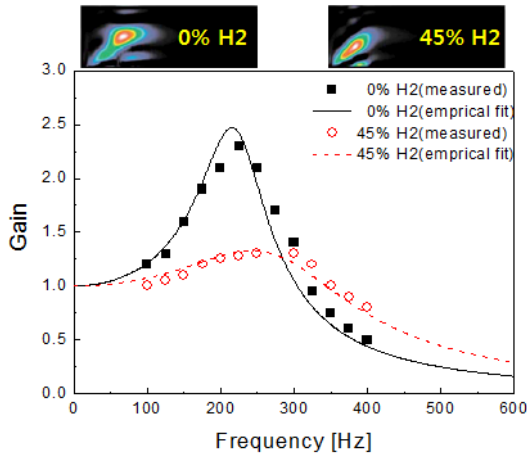 0% H2
45% H2
3.0
2.5
2.0
1.5
1.0
0.5
0.0
Gain
0% H2(measured)
0% H2(emprical fit)
45% H2(measured)
45% H2(emprical fit)
100 200 300 400 500 600
Frequency [Hz]